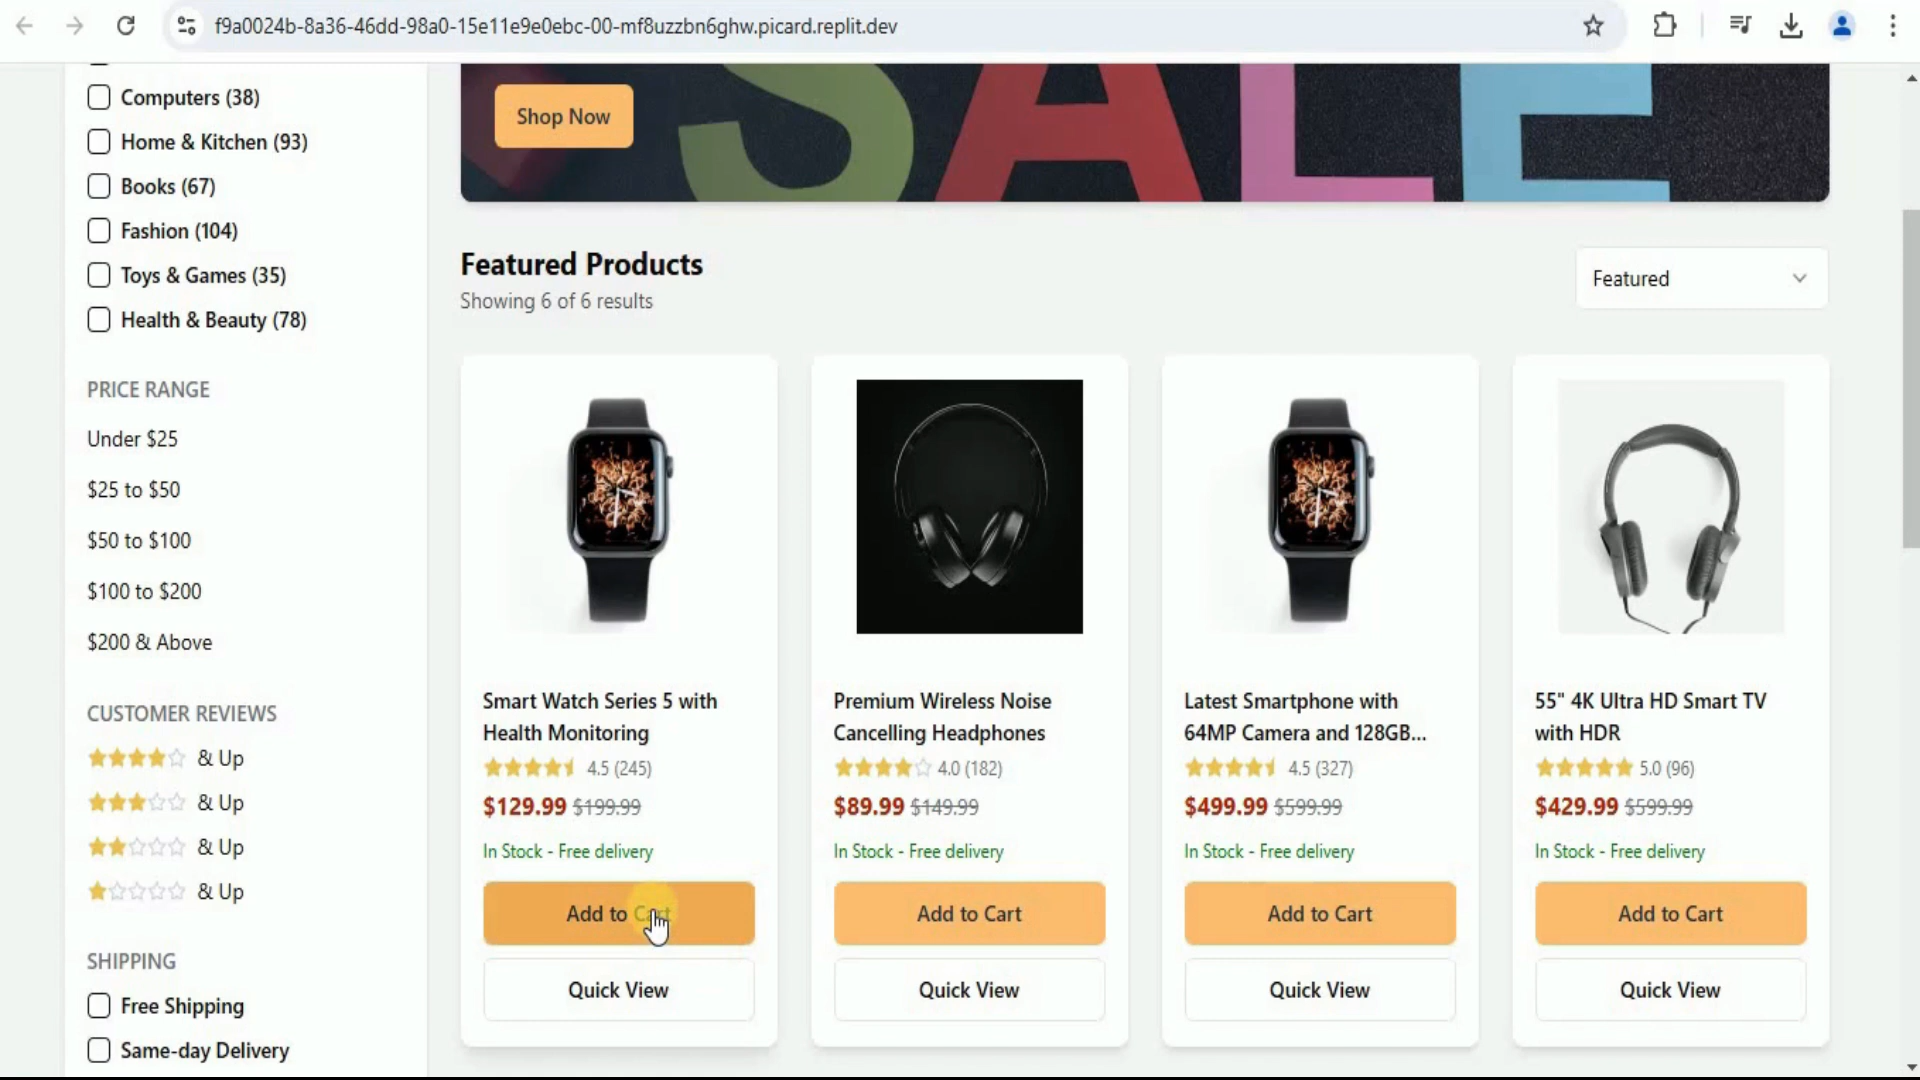 f9a0024b-8a36-46dd-98a0-15e11e9e0ebc-00-mf8uzzbn6ghw.picard.replit.dev
Computers (38)
Home & Kitchen (93)
Books (67)
Fashion (104)
Toys & Games (35)
Health & Beauty (78)
PRICE RANGE
Under $25
$25 to $50
$50 to $100
$100 to $200
$200 & Above
CUSTOMER REVIEWS
& Up
& Up
& Up
& Up
SHIPPING
Free Shipping
Same-day Delivery
SALE
Shop Now
Featured Products
Showing 6 of 6 results
Featured
Smart Watch Series 5 with
Health Monitoring
4.5 (245)
$129.99 $199.99
In Stock - Free delivery
Add to Cart
Quick View
Premium Wireless Noise
Cancelling Headphones
4.0 (182)
$89.99 $149.99
In Stock - Free delivery
Add to Cart
Quick View
Latest Smartphone with
64MP Camera and 128GB...
4.5 (327)
$499.99 $599.99
In Stock - Free delivery
Add to Cart
Quick View
55" 4K Ultra HD Smart TV
with HDR
5.0 (96)
$429.99 $599.99
In Stock - Free delivery
Add to Cart
Quick View